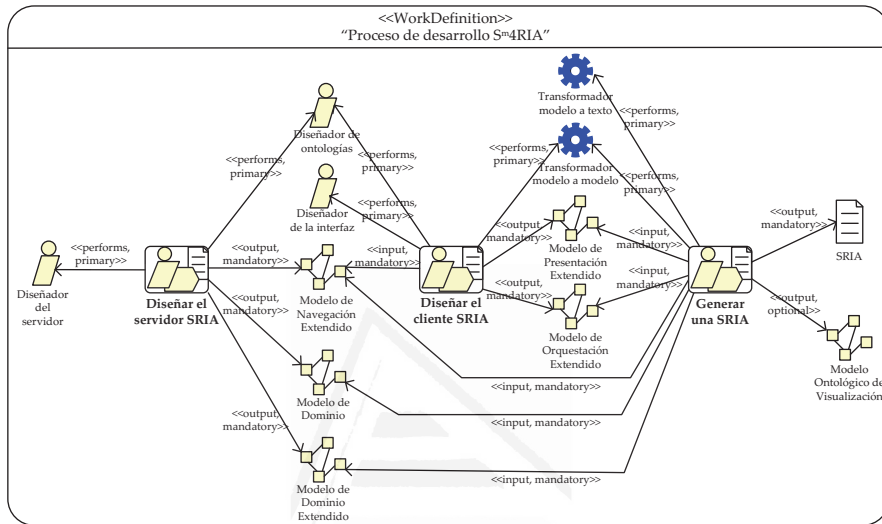 <<WorkDefinition>>
“Proceso de desarrollo Sᵐ4RIA”
Transformador
modelo a texto
<<performs,
primary>>
Diseñador de
ontologías
<<performs,
primary>>
<<performs,
primary>>
<<performs,
primary>>
Transformador
modelo a modelo
<<performs,
primary>>
Diseñador
de la interfaz
<<performs,
primary>>
<<output,
mandatory>>
Modelo de
Presentación
Extendido
<<input,
mandatory>>
<<output,
mandatory>>
SRIA
<<performs,
primary>>
Diseñador
del
servidor
Diseñar el
servidor SRIA
<<output,
mandatory>>
Modelo de
Navegación
Extendido
<<input,
mandatory>>
Diseñar el
cliente SRIA
<<output,
mandatory>>
Modelo de
Orquestación
Extendido
<<input,
mandatory>>
Generar
una SRIA
<<output,
optional>>
Modelo
Ontológico de
Visualización
<<output,
mandatory>>
Modelo de
Dominio
<<input, mandatory>>
<<input, mandatory>>
<<output,
mandatory>>
Modelo de
Dominio
Extendido
<<input, mandatory>>